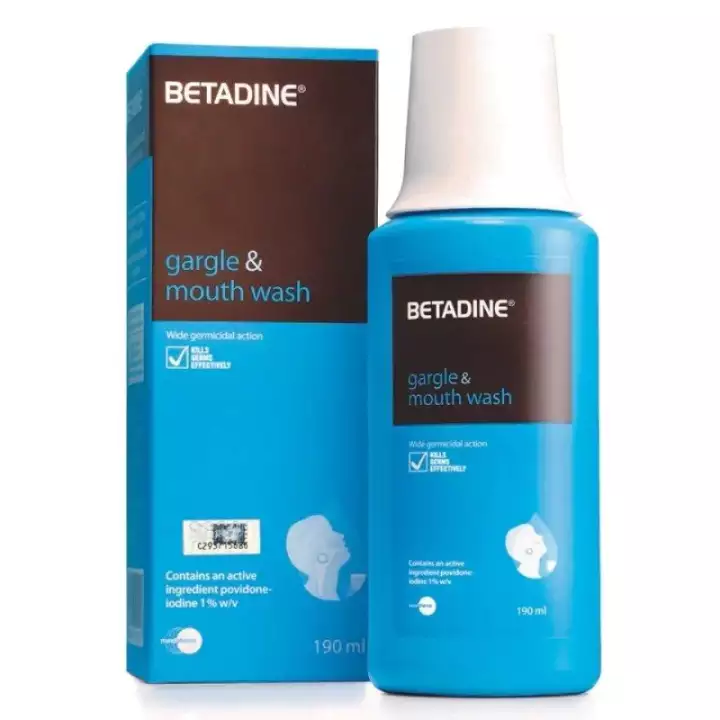 BETADINE®
gargle &
mouth wash
Wide germicidal action
KILLS
GERMS
EFFECTIVELY
Contains an active
ingredient povidone-
iodine 1% w/v
190 ml
BETADINE®
gargle &
mouth wash
Wide germicidal action
KILLS
GERMS
EFFECTIVELY
Contains an active
ingredient povidone-
iodine 1% w/v
190 ml
BETADINE